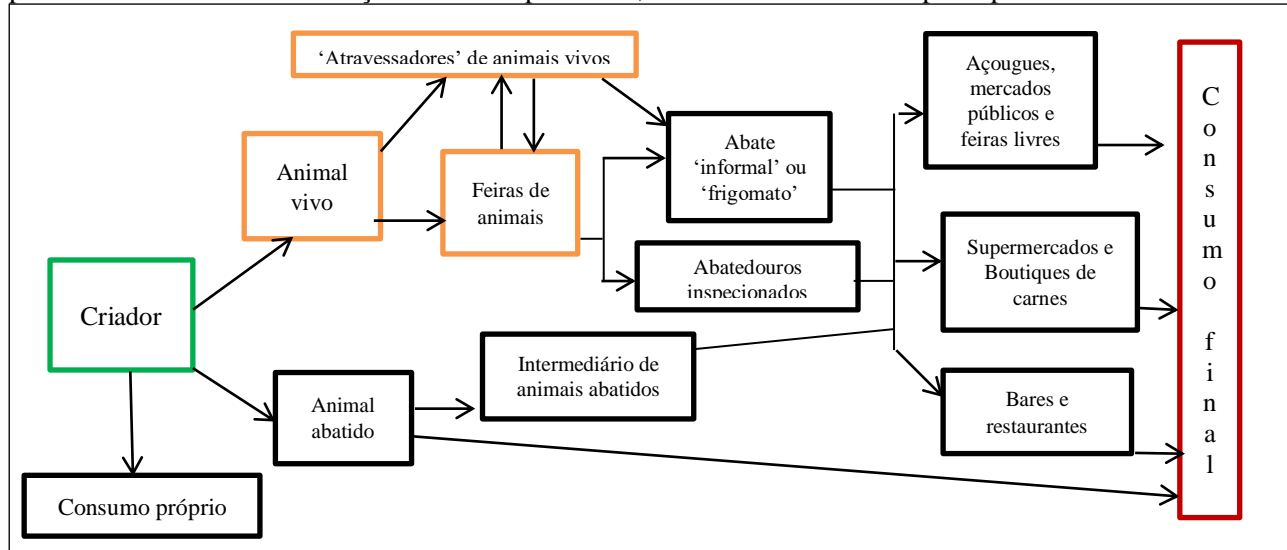 ‘Atravessadores’ de animais vivos
Açougues,
mercados
públicos e
feiras livres
Abate
‘informal’ ou
‘frigomato’
Animal
vivo
Feiras de
animais
Abatedouros
inspecionados
Supermercados e
Boutiques de
carnes
Criador
Intermediário de
animais abatidos
Animal
abatido
Bares e
restaurantes
Consumo próprio
C
o
n
s
u
m
o
f
i
n
a
l